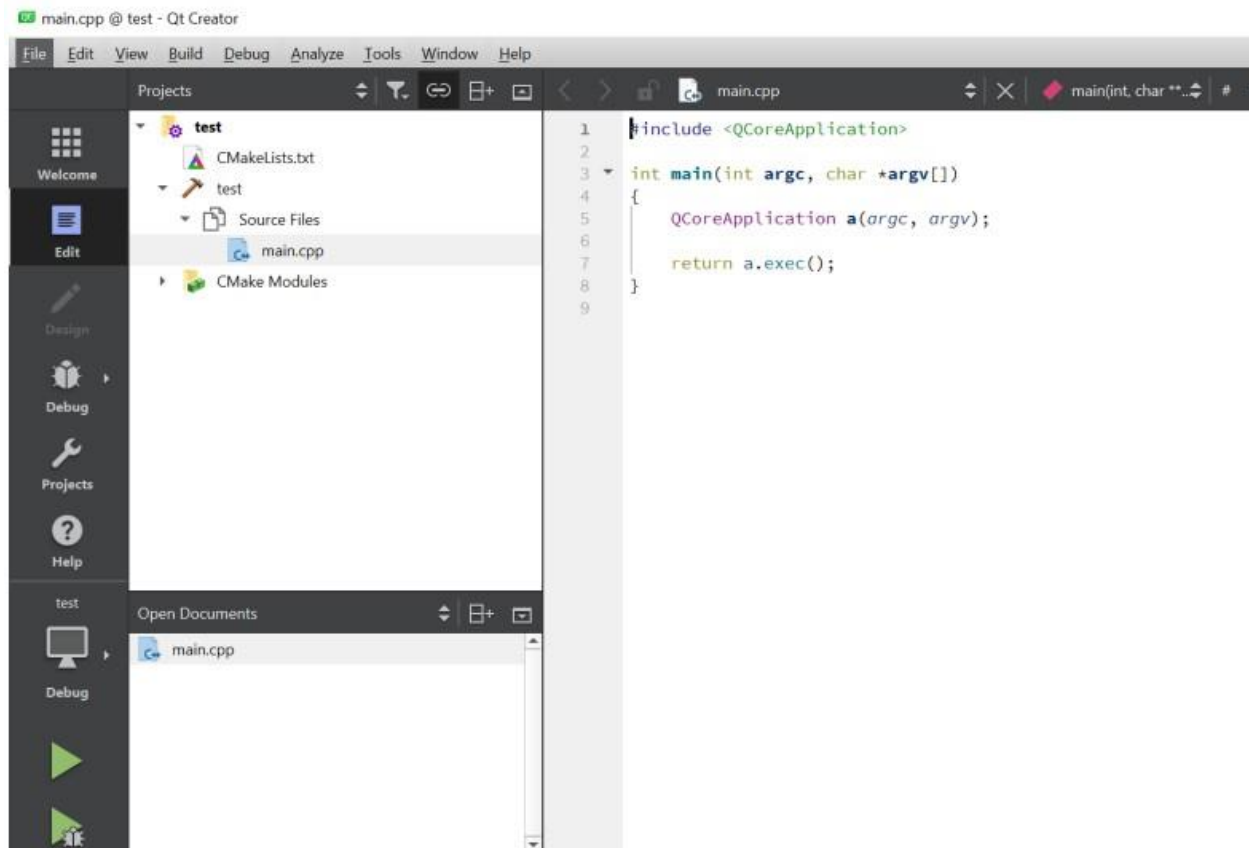 main.cpp @ test - Qt Creator
File Edit View Build Debug Analyze Tools Window Help
Projects
main.cpp
main(int, char **...
#
Welcome
Edit
Design
Debug
Projects
Help
test
Debug
test
CMakeLists.txt
test
Source Files
main.cpp
CMake Modules
Open Documents
main.cpp
1 #include <QCoreApplication>
2
3 int main(int argc, char *argv[])
4 {
5 QCoreApplication a(argc, argv);
6
7 return a.exec();
8 }
9